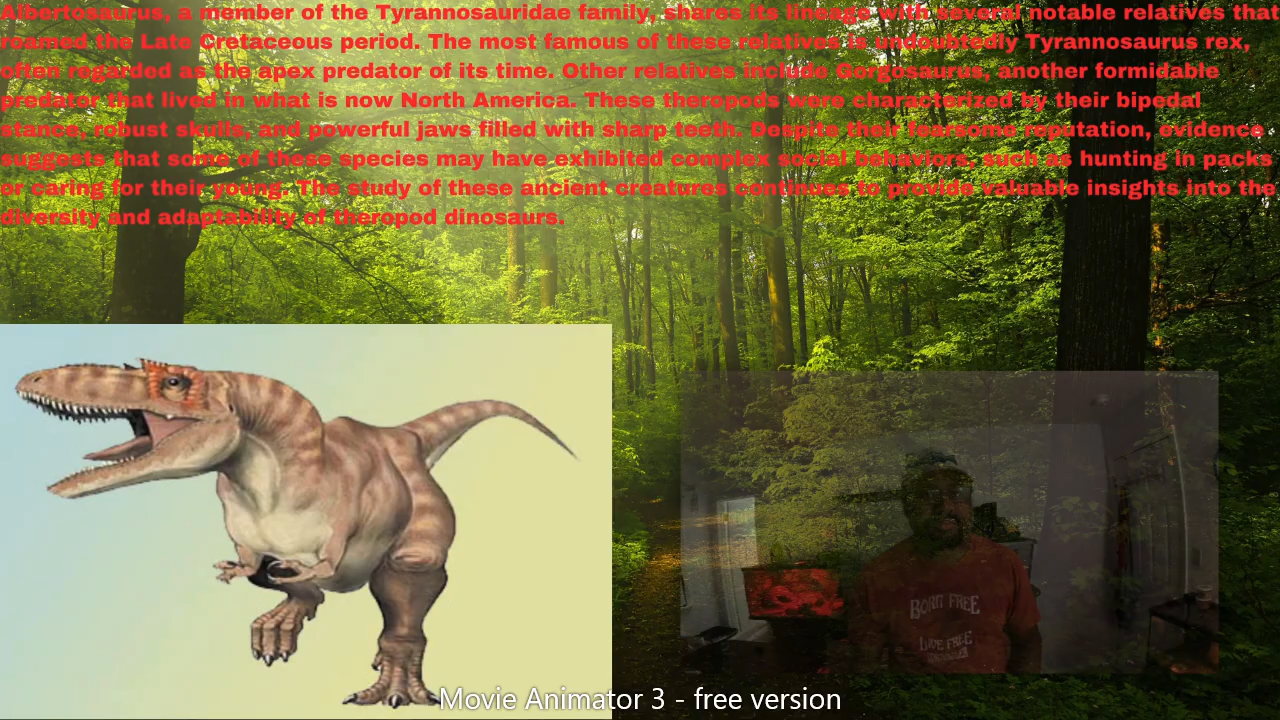 Albertosaurus, a member of the Tyrannosauridae family, shares its lineage with several notable relatives that
roamed the Late Cretaceous period. The most famous of these relatives is undoubtedly Tyrannosaurus rex,
often regarded as the apex predator of its time. Other relatives include Gorgosaurus, another formidable
predator that lived in what is now North America. These theropods were characterized by their bipedal
stance, robust skulls, and powerful jaws filled with sharp teeth. Despite their fearsome reputation, evidence
suggests that some of these species may have exhibited complex social behaviors, such as hunting in packs
or caring for their young. The study of these ancient creatures continues to provide valuable insights into the
diversity and adaptability of theropod dinosaurs.
BORN FREE
LIVE FREE
Movie Animator 3 - free version